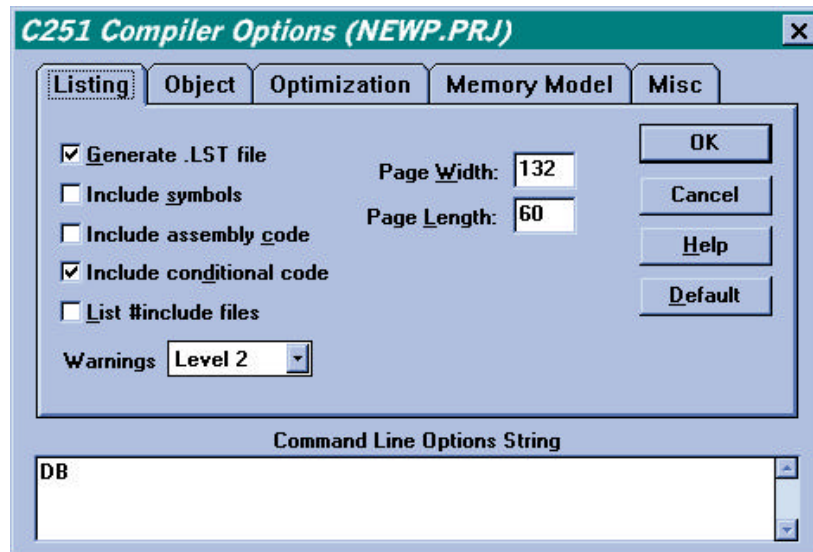 C251 Compiler Options (NEWP.PRJ)
Listing Object Optimization Memory Model Misc
Generate .LST file
Include symbols
Include assembly code
Include conditional code
List #include files
Warnings Level 2
Page Width: 132
Page Length: 60
OK
Cancel
Help
Default
Command Line Options String
DB